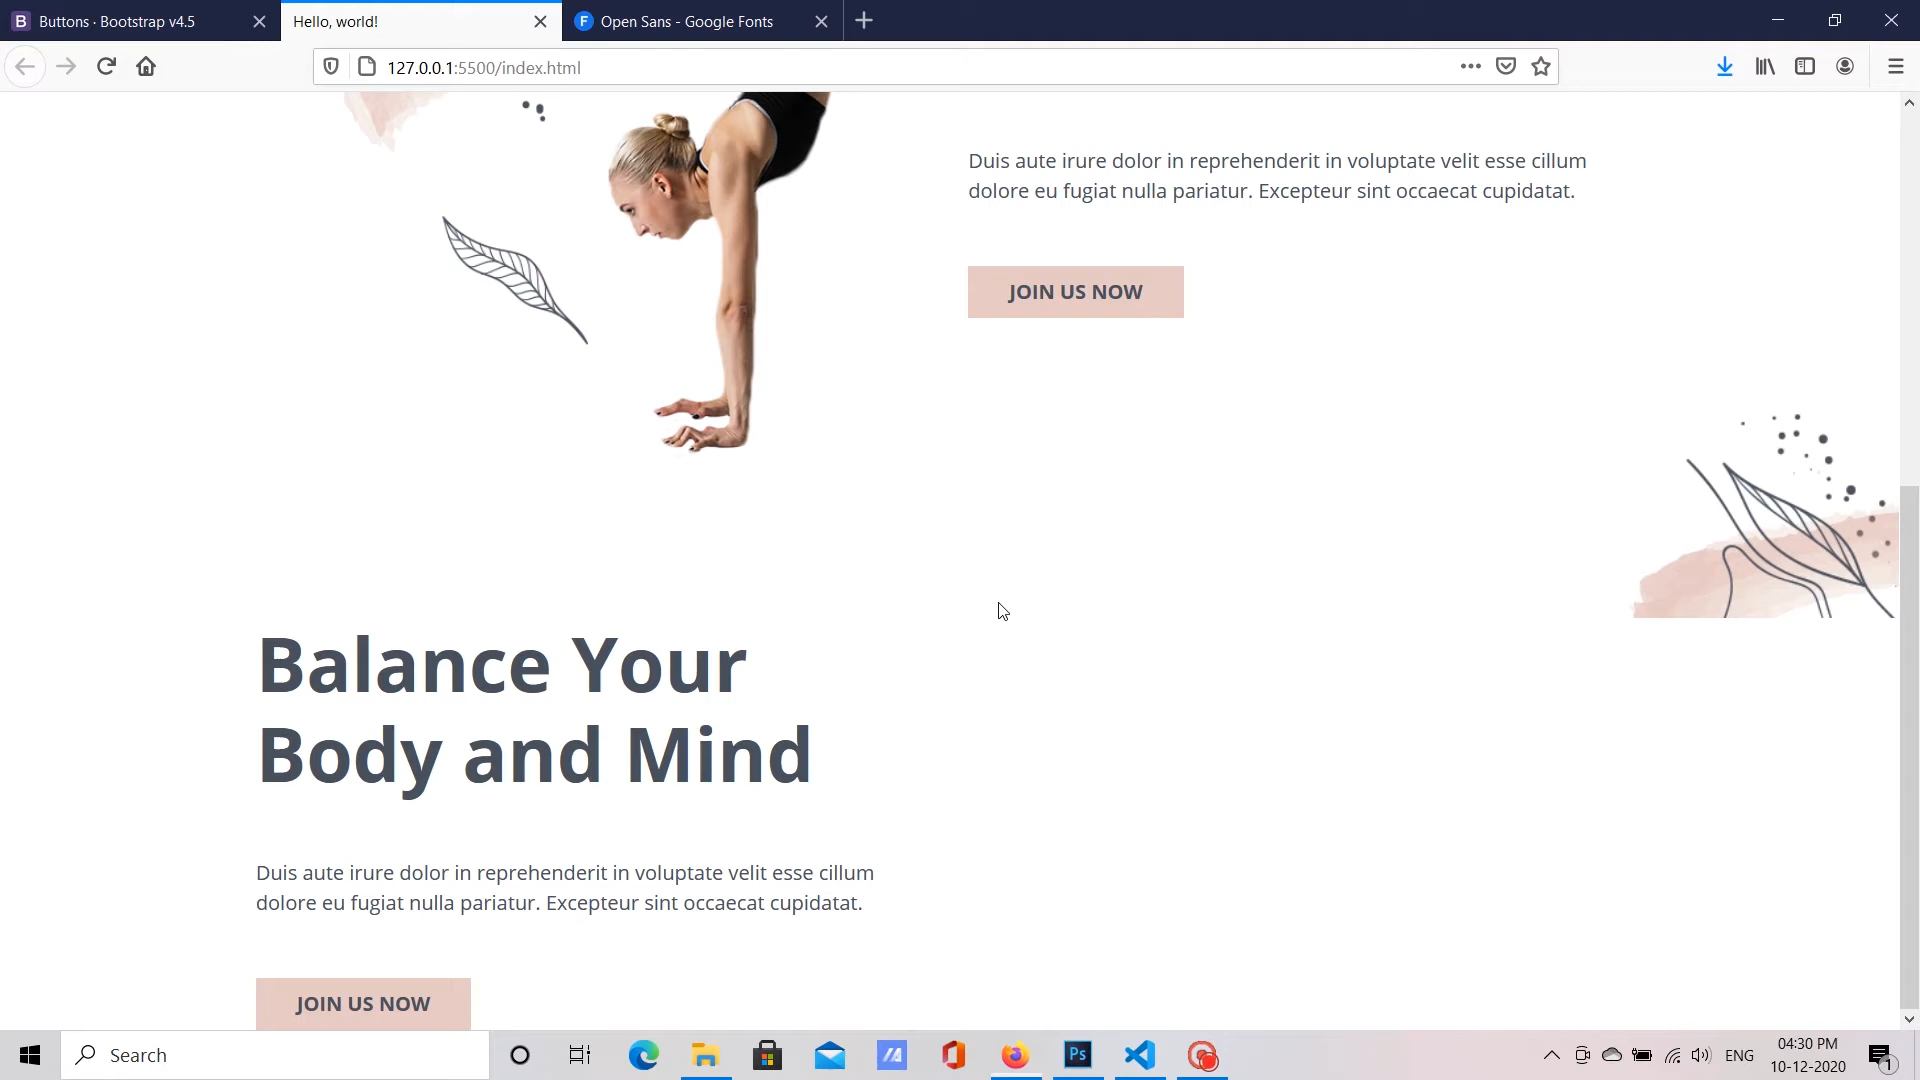 Buttons · Bootstrap v4.5
Hello, world!
Open Sans - Google Fonts
127.0.0.1:5500/index.html
Duis aute irure dolor in reprehenderit in voluptate velit esse cillum
dolore eu fugiat nulla pariatur. Excepteur sint occaecat cupidatat.
JOIN US NOW
Balance Your
Body and Mind
Duis aute irure dolor in reprehenderit in voluptate velit esse cillum
dolore eu fugiat nulla pariatur. Excepteur sint occaecat cupidatat.
JOIN US NOW
Search
Ps
ENG
04:30 PM
10-12-2020
1